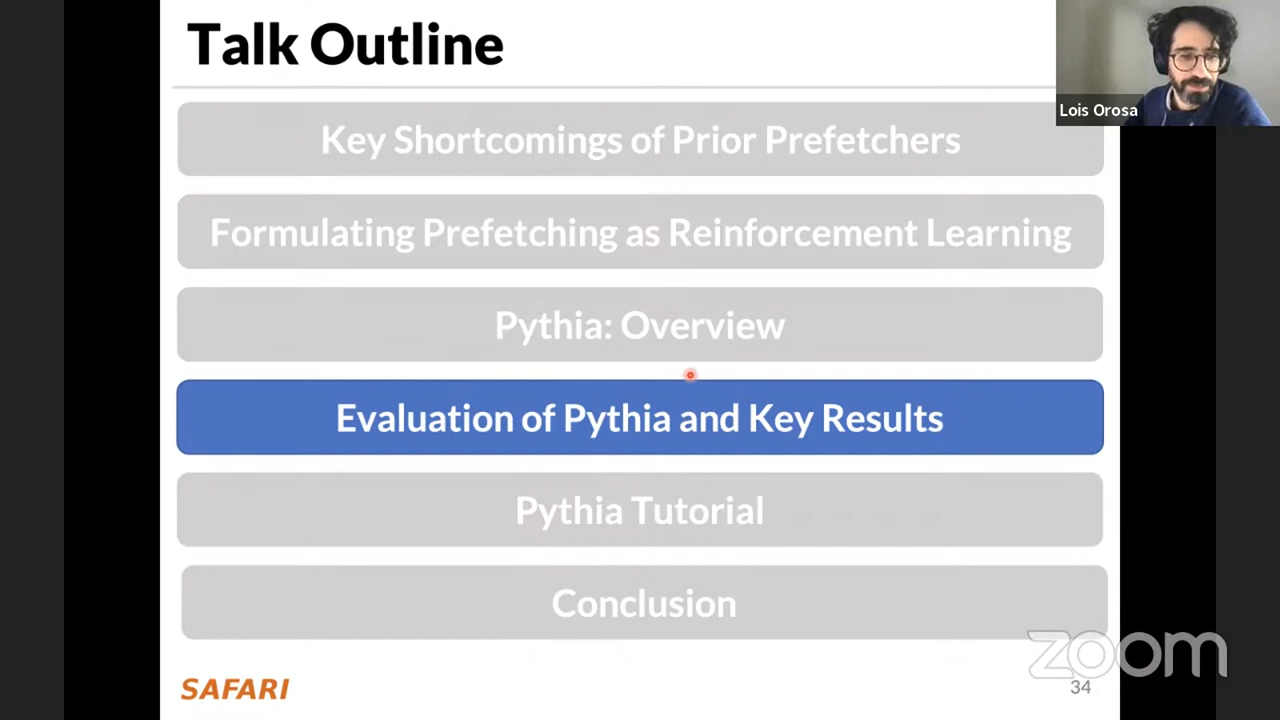 Talk Outline
Lois Orosa
Key Shortcomings of Prior Prefetchers
Formulating Prefetching as Reinforcement Learning
Pythia: Overview
Evaluation of Pythia and Key Results
Pythia Tutorial
Conclusion
zoom
SAFARI
34